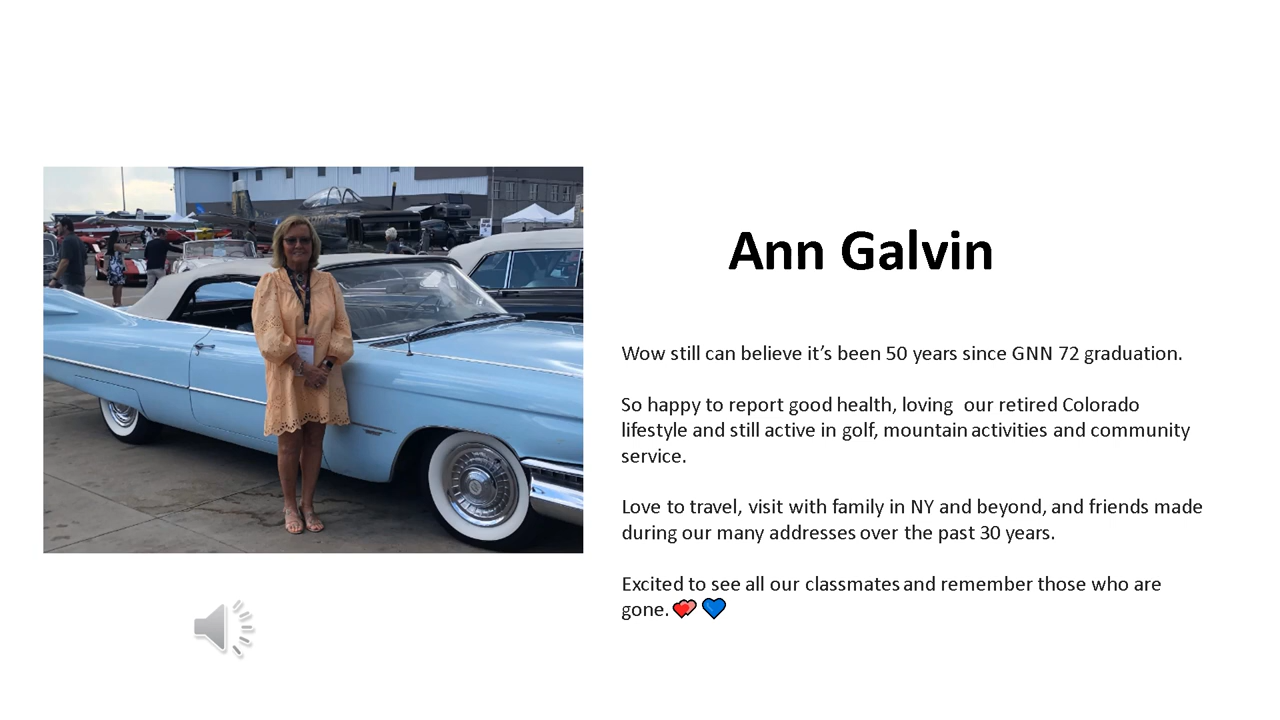 Ann Galvin
Wow still can believe it’s been 50 years since GNN 72 graduation.
So happy to report good health, loving  our retired Colorado
lifestyle and still active in golf, mountain activities and community
service.
Love to travel, visit with family in NY and beyond, and friends made
during our many addresses over the past 30 years.
Excited to see all our classmates and remember those who are
gone.💕💙